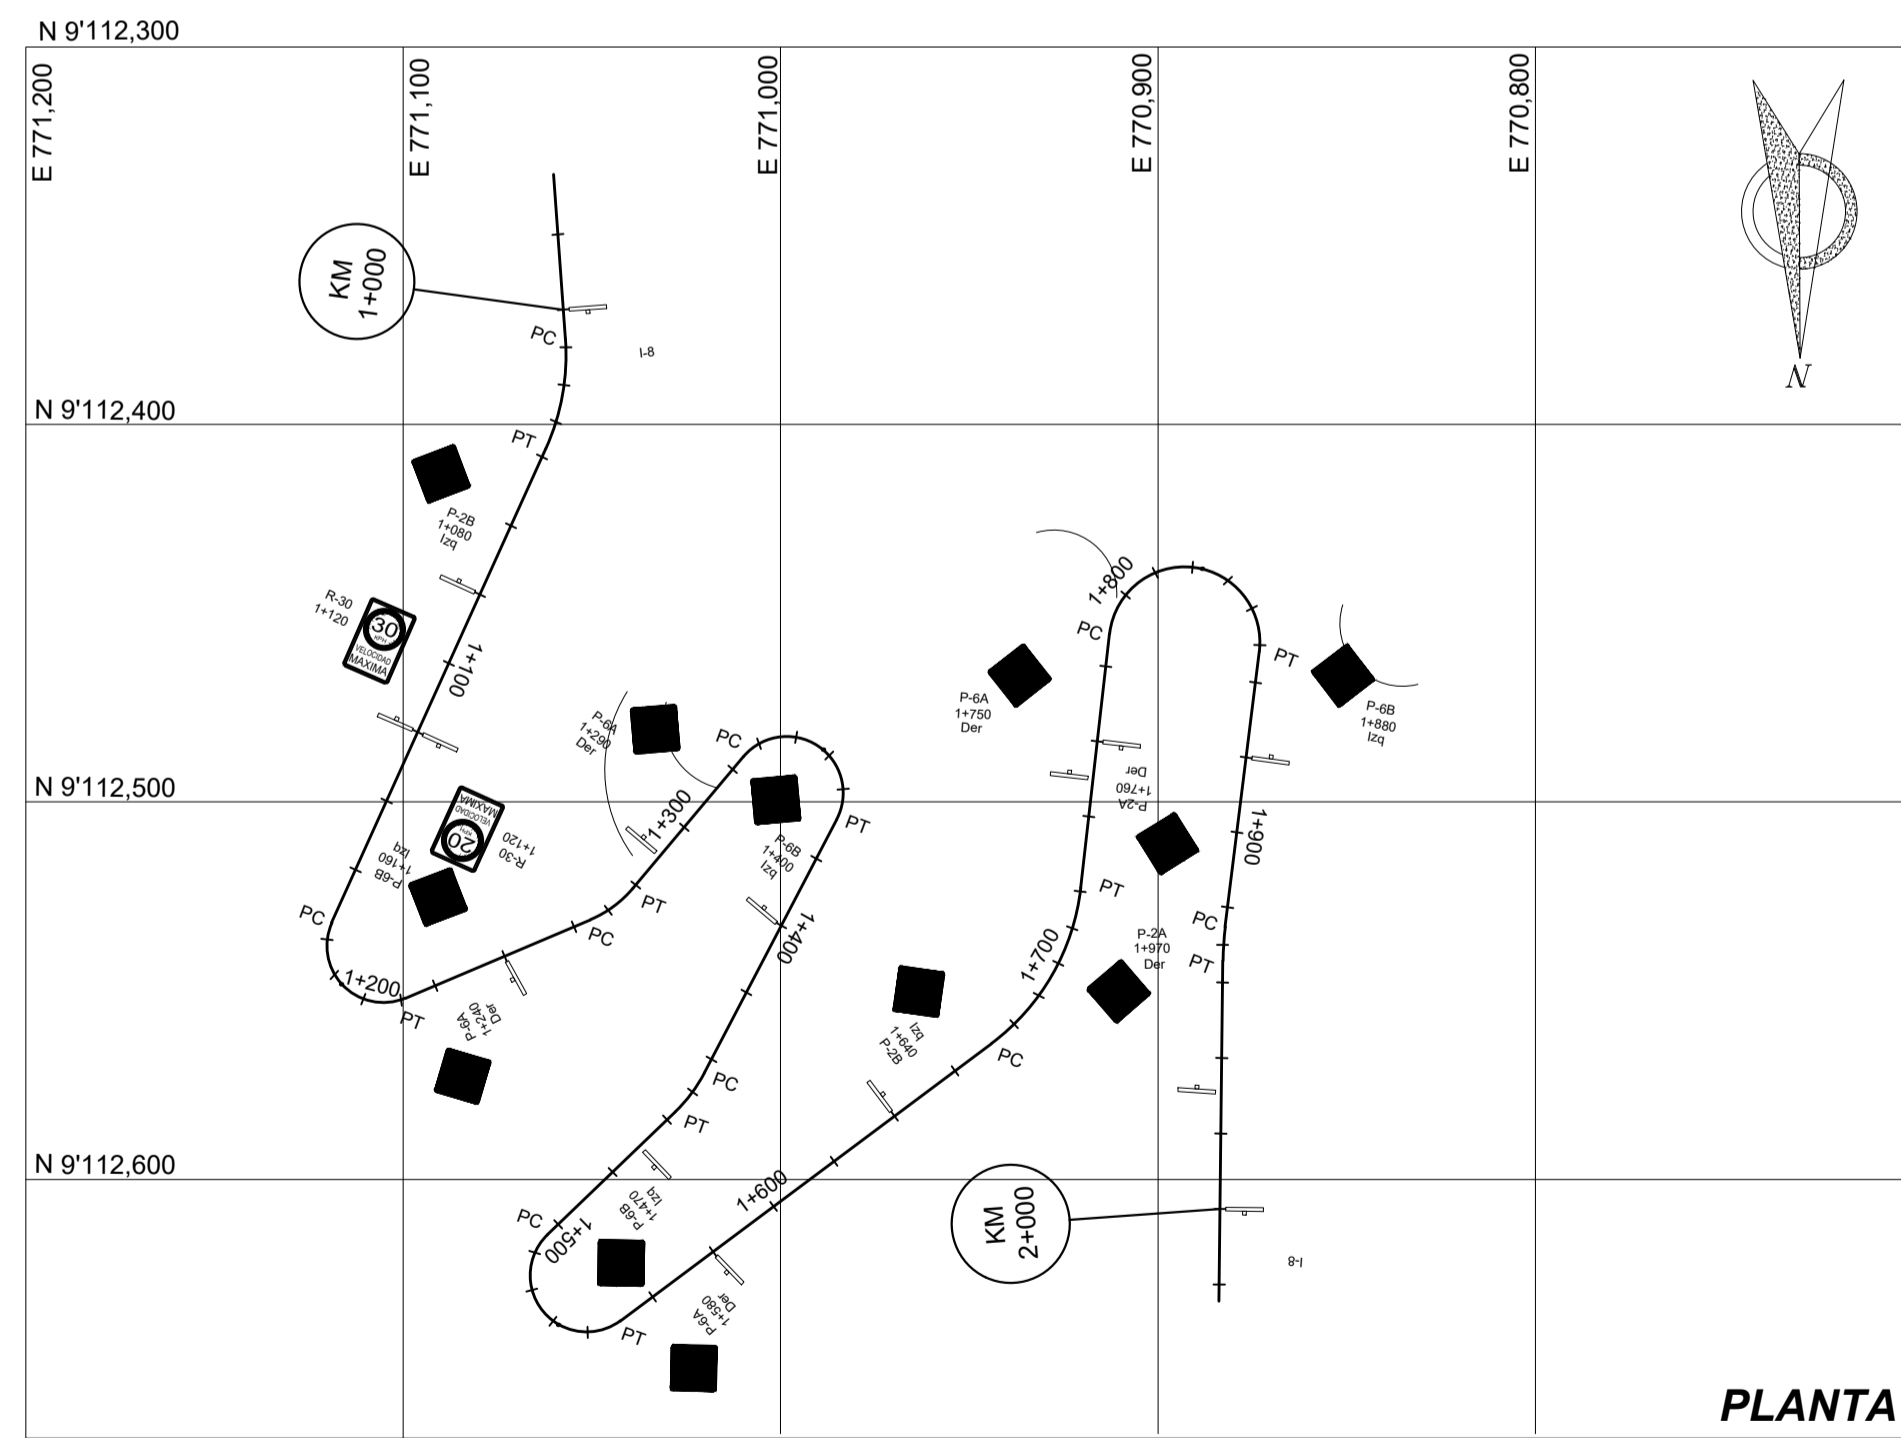 N 9'112,300
E 771,200
E 771,100
E 771,000
E 770,900
E 770,800
N
KM
1+000
PC
I-8
N 9'112,400
PT
P-2B
1+080
Izq
R-30
1+120
30
KPH
VELOCIDAD
MAXIMA
1+100
P-6A
1+290
Der
PC
1+300
P-6B
1+400
Izq
PT
1+800
PC
PT
P-6A
1+750
Der
P-6B
1+880
Izq
P-2A
1+760
Der
N 9'112,500
20
KPH
VELOCIDAD
MAXIMA
R-30
1+120
P-6B
1+160
Izq
PC
1+200
PT
PC
PT
1+400
P-6A
1+240
Der
1+900
PT
PC
PT
P-2A
1+970
Der
1+700
PC
P-2B
1+640
Izq
PC
PT
N 9'112,600
P-6B
1+470
Izq
PC
1+500
1+600
P-6A
1+580
Der
PT
KM
2+000
I-8
PLANTA